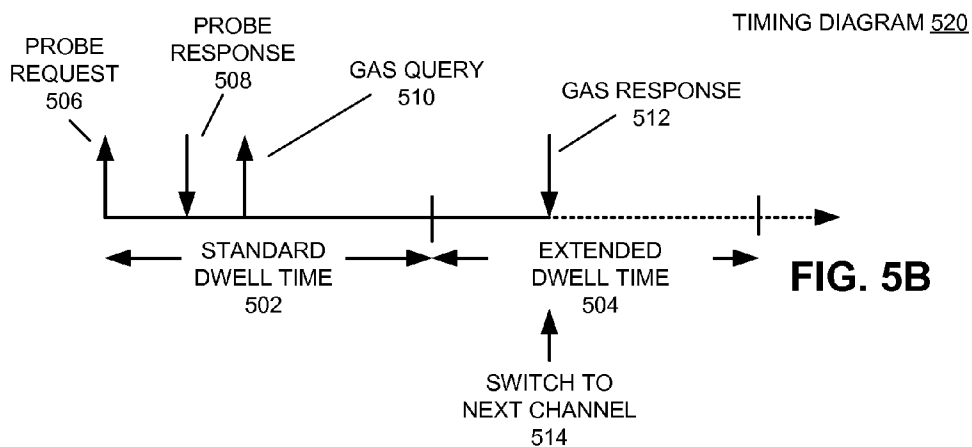 TIMING DIAGRAM 520
PROBE
REQUEST
506
PROBE
RESPONSE
508
GAS QUERY
510
GAS RESPONSE
512
STANDARD
DWELL TIME
502
EXTENDED
DWELL TIME
504
FIG. 5B
SWITCH TO
NEXT CHANNEL
514